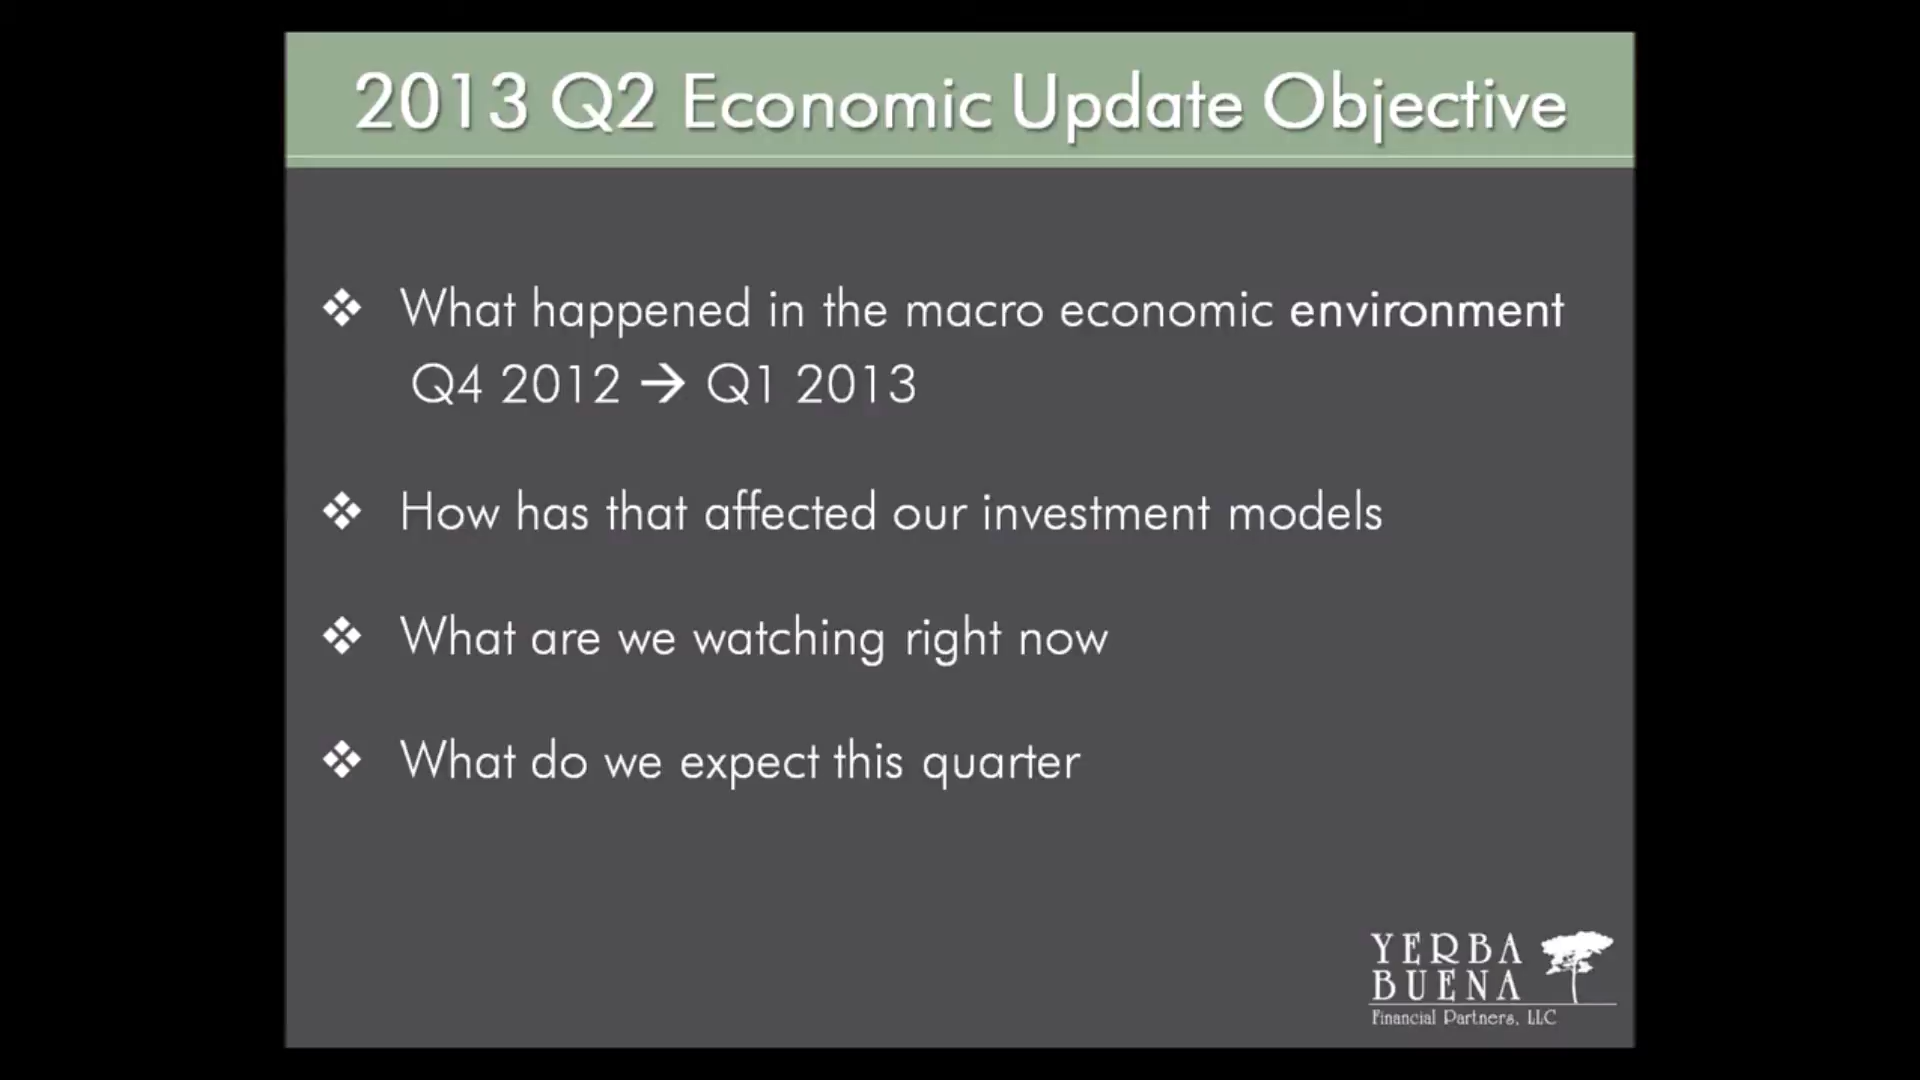 2013 Q2 Economic Update Objective
❖ What happened in the macro economic environment
Q4 2012 → Q1 2013
❖ How has that affected our investment models
❖ What are we watching right now
❖ What do we expect this quarter
YERBA
BUENA
Financial Partners, LLC